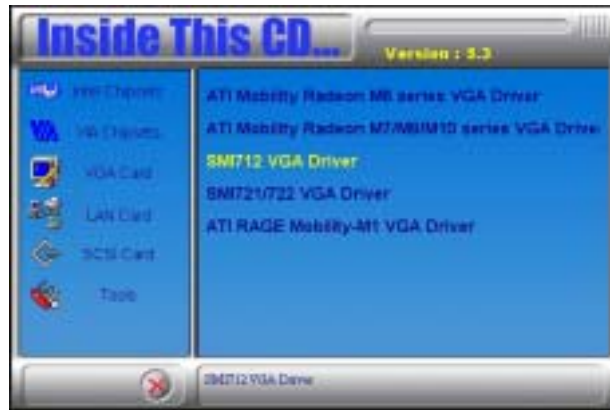 Inside This CD...
Version : 5.3
Intel Chipsets
VIA Chipsets
VGA Card
LAN Card
SCSI Card
Tools
ATI Mobility Radeon M6 series VGA Driver
ATI Mobility Radeon M7/M9/M10 series VGA Drive
SMI712 VGA Driver
SMI721/722 VGA Driver
ATI RAGE Mobility-M1 VGA Driver
SMI712 VGA Driver